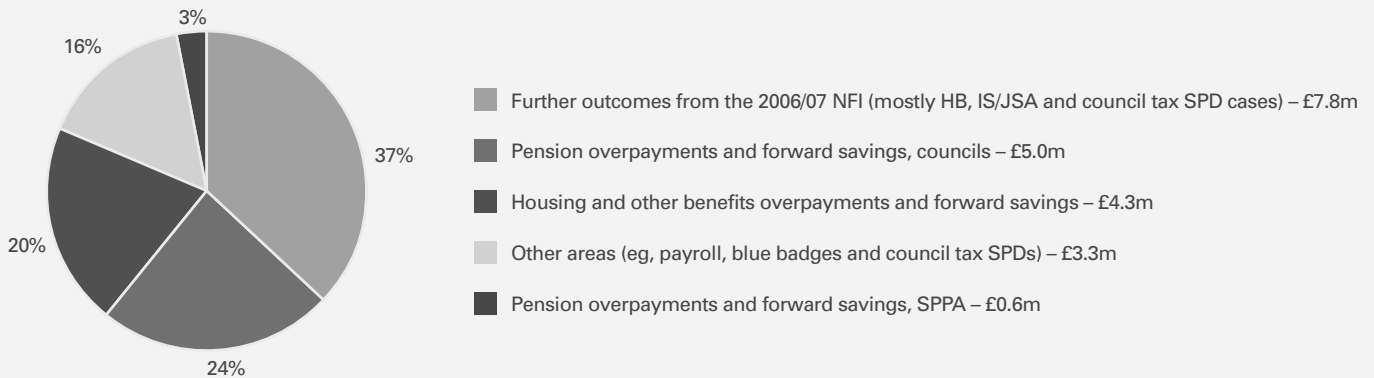 3%
16%
37%
20%
24%
Further outcomes from the 2006/07 NFI (mostly HB, IS/JSA and council tax SPD cases) – £7.8m
Pension overpayments and forward savings, councils – £5.0m
Housing and other benefits overpayments and forward savings – £4.3m
Other areas (eg, payroll, blue badges and council tax SPDs) – £3.3m
Pension overpayments and forward savings, SPPA – £0.6m